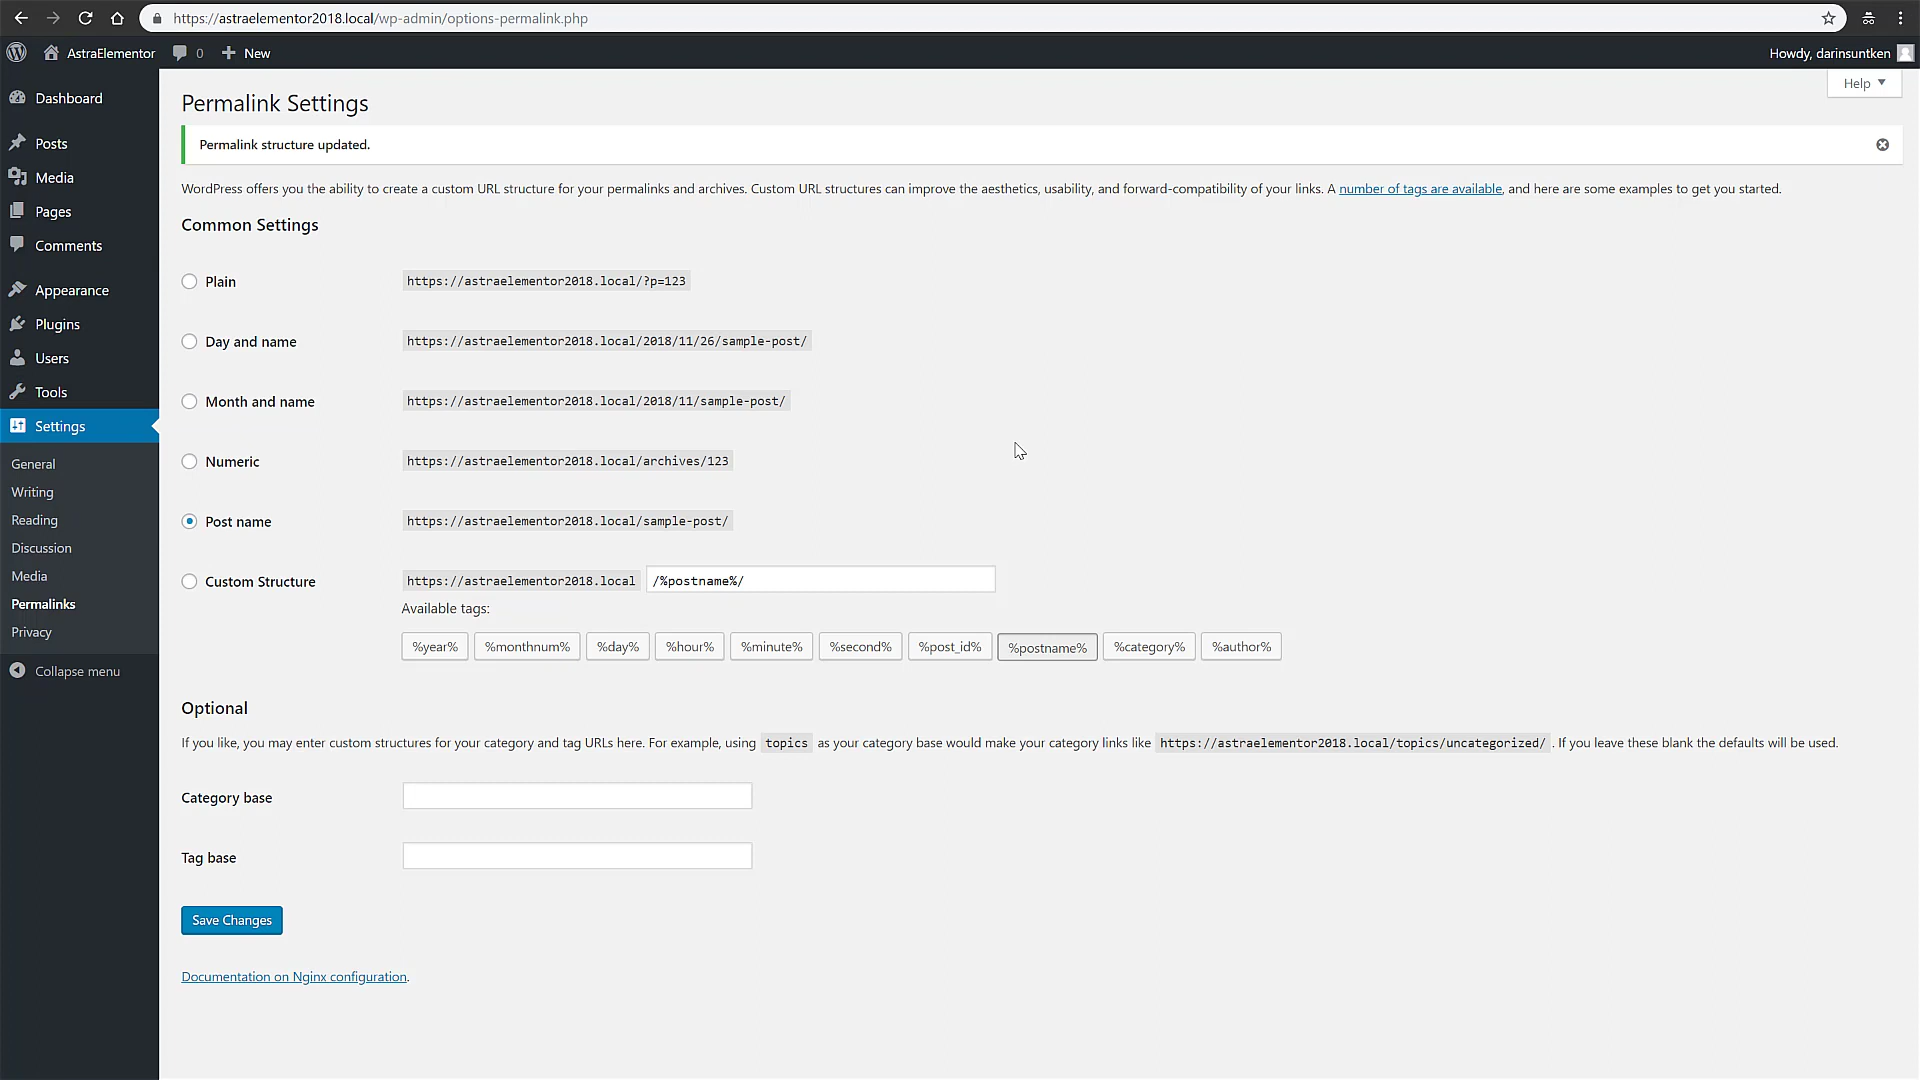 https://astraelementor2018.local/wp-admin/options-permalink.php
AstraElementor 0 New Howdy, darinsuntken
Help
Dashboard
Posts
Media
Pages
Comments
Appearance
Plugins
Users
Tools
Settings
General
Writing
Reading
Discussion
Media
Permalinks
Privacy
Collapse menu
Permalink Settings
Permalink structure updated.
WordPress offers you the ability to create a custom URL structure for your permalinks and archives. Custom URL structures can improve the aesthetics, usability, and forward-compatibility of your links. A number of tags are available, and here are some examples to get you started.
Common Settings
Plain https://astraelementor2018.local/?p=123
Day and name https://astraelementor2018.local/2018/11/26/sample-post/
Month and name https://astraelementor2018.local/2018/11/sample-post/
Numeric https://astraelementor2018.local/archives/123
Post name https://astraelementor2018.local/sample-post/
Custom Structure https://astraelementor2018.local /%postname%/
Available tags:
%year% %monthnum% %day% %hour% %minute% %second% %post_id% %postname% %category% %author%
Optional
If you like, you may enter custom structures for your category and tag URLs here. For example, using topics as your category base would make your category links like https://astraelementor2018.local/topics/uncategorized/ . If you leave these blank the defaults will be used.
Category base
Tag base
Save Changes
Documentation on Nginx configuration.